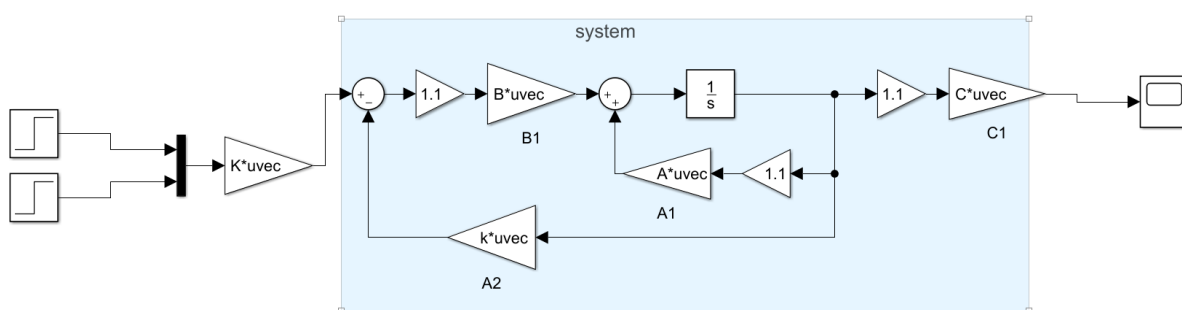 system
1.1
B*uvec
B1
1
s
1.1
C*uvec
C1
K*uvec
A*uvec
1.1
A1
k*uvec
A2